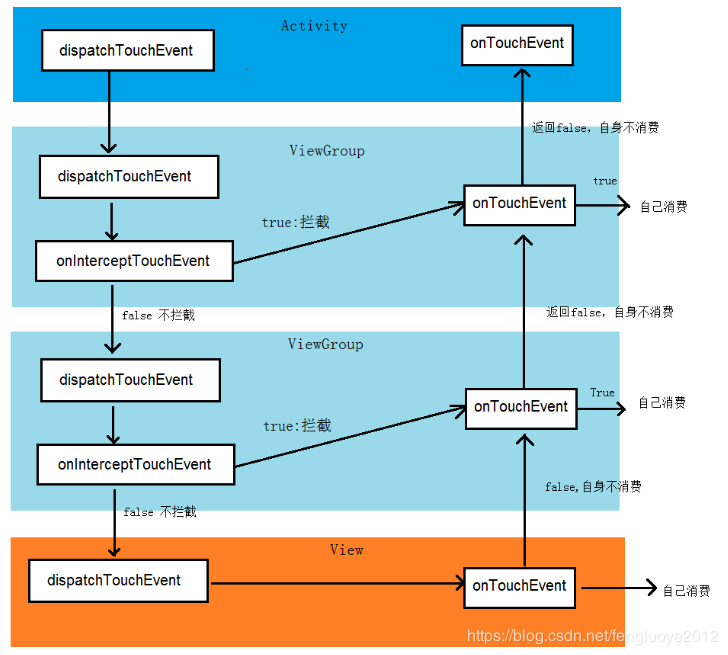 Activity
dispatchTouchEvent
onTouchEvent
返回false，自身不消费
ViewGroup
dispatchTouchEvent
true
onTouchEvent
自己消费
true:拦截
onInterceptTouchEvent
false 不拦截
返回false，自身不消费
ViewGroup
dispatchTouchEvent
True
onTouchEvent
自己消费
true:拦截
onInterceptTouchEvent
false,自身不消费
false 不拦截
View
dispatchTouchEvent
onTouchEvent
自己消费
https://blog.csdn.net/fengluoye2012